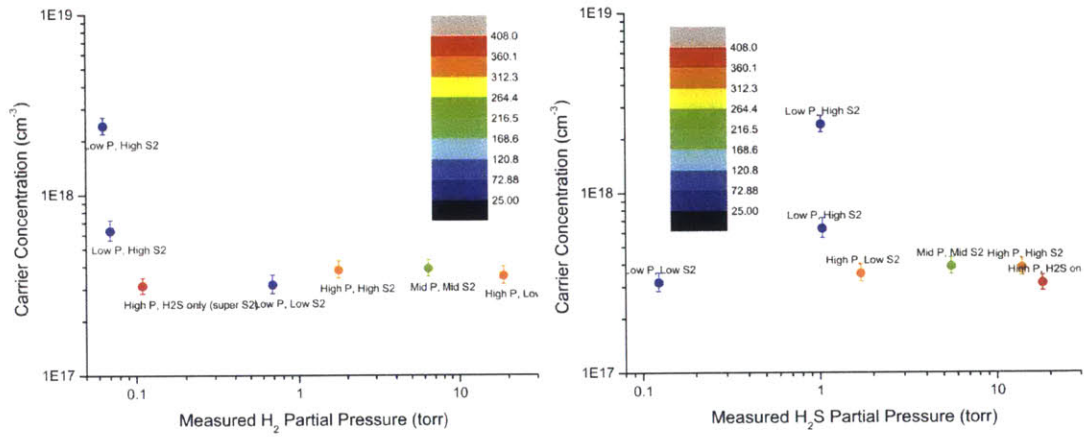 1E19
1E18
1E17
Carrier Concentration (cm-3)
408.0
360.1
312.3
264.4
216.5
168.6
120.8
72.88
25.00
Low P, High S2
Low P, High S2
High P, H2S only (super S2)
Low P, Low S2
High P, High S2
Mid P, Mid S2
High P, Lo
0.1
1
10
Measured H2 Partial Pressure (torr)
1E19
1E18
1E17
Carrier Concentration (cm-3)
408.0
360.1
312.3
264.4
216.5
168.6
120.8
72.88
25.00
Low P, High S2
Low P, High S2
Low P, Low S2
High P, Low S2
Mid P, Mid S2
High P, High S2
High P, H2S on
0.1
1
10
Measured H2S Partial Pressure (torr)